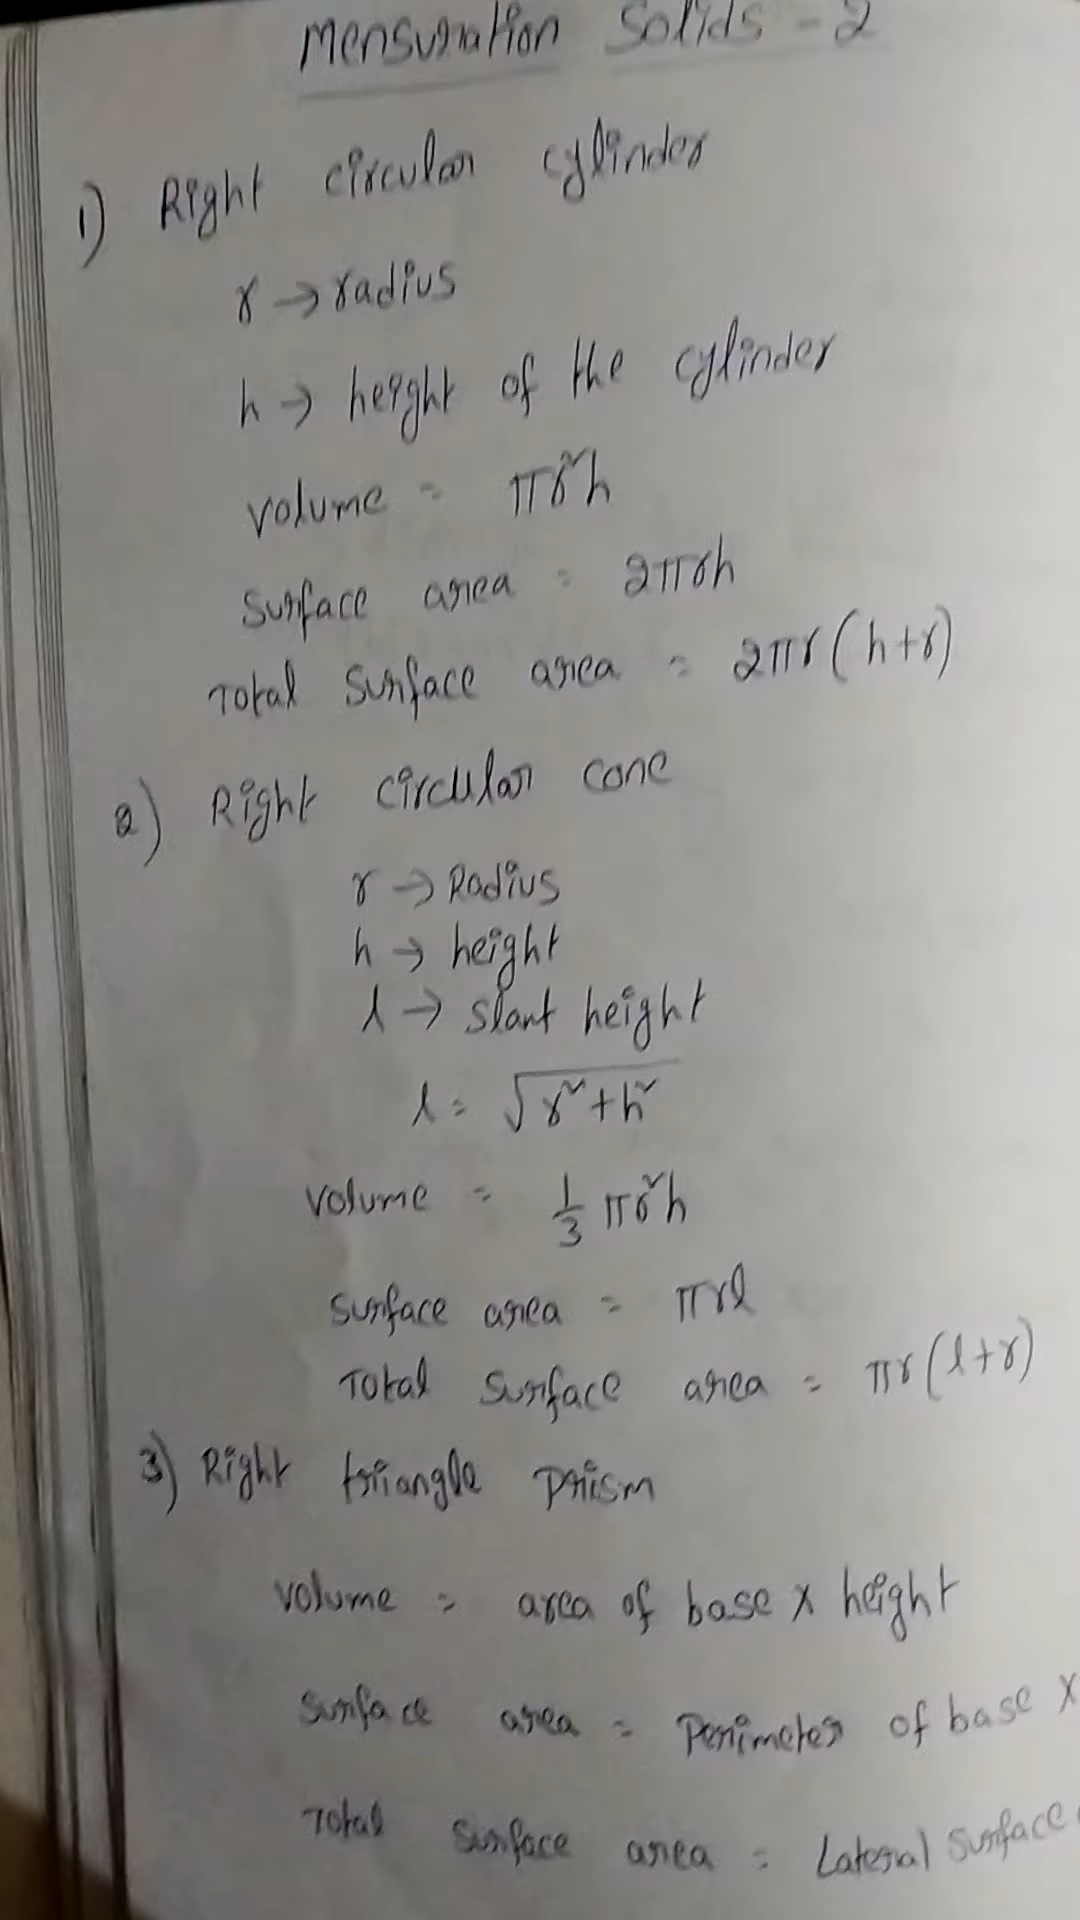 Mensuration Solids - 2
1) Right circular cylinder
r → radius
h → height of the cylinder
volume = πr²h
surface area = 2πrh
Total surface area = 2πr(h+r)
2) Right circular cone
r → Radius
h → height
l → slant height
l = √r²+h²
volume = 1/3 πr²h
surface area = πrl
Total surface area = πr(l+r)
3) Right triangle Prism
volume = area of base x height
surface area = Perimeter of base x
Total surface area = Lateral surface